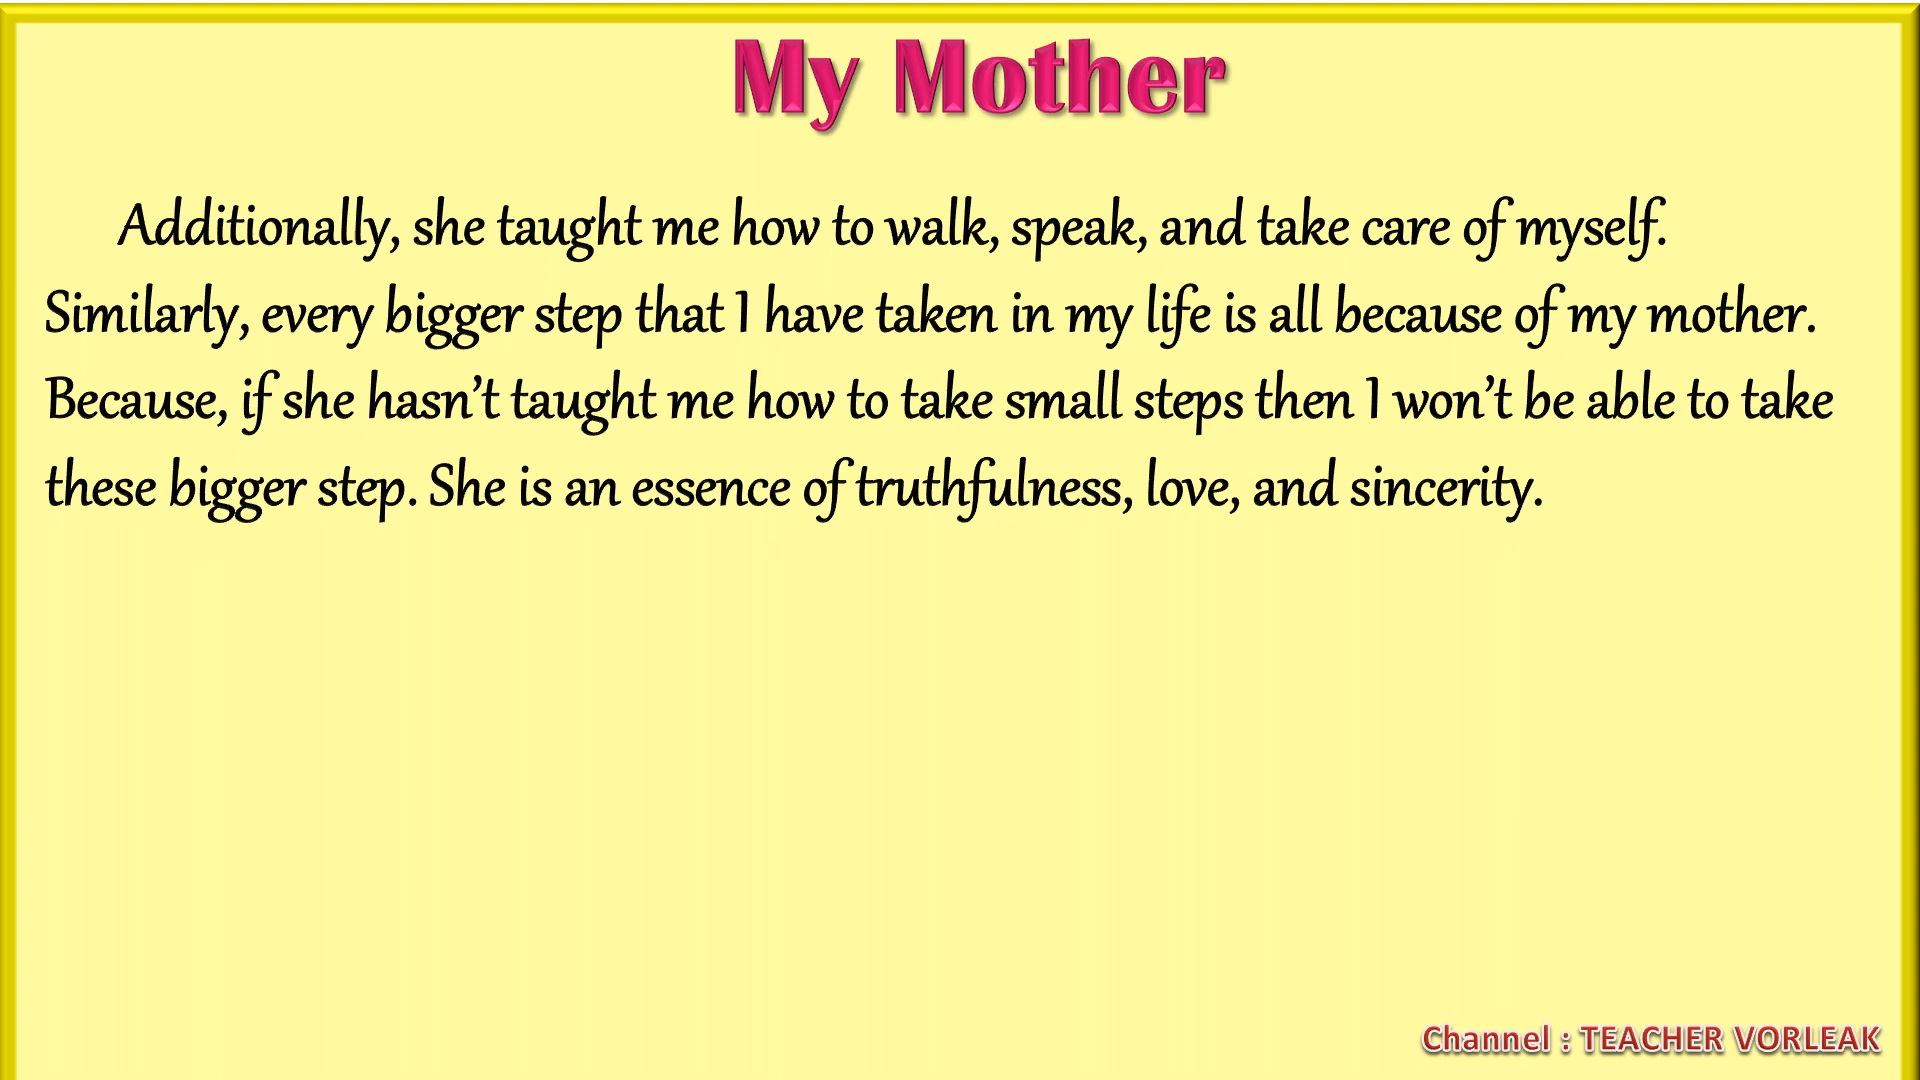 My Mother
Additionally, she taught me how to walk, speak, and take care of myself.
Similarly, every bigger step that I have taken in my life is all because of my mother.
Because, if she hasn’t taught me how to take small steps then I won’t be able to take
these bigger step. She is an essence of truthfulness, love, and sincerity.
Channel : TEACHER VORLEAK